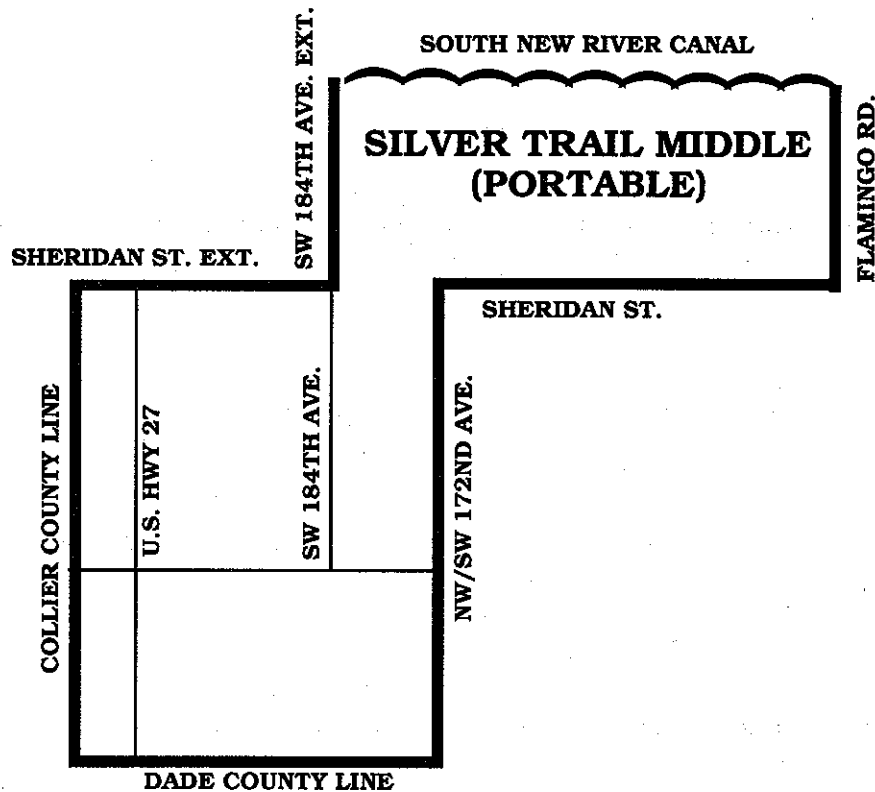 SOUTH NEW RIVER CANAL
SW 184TH AVE. EXT.
SILVER TRAIL MIDDLE
(PORTABLE)
FLAMINGO RD.
SHERIDAN ST. EXT.
SHERIDAN ST.
COLLIER COUNTY LINE
U.S. HWY 27
SW 184TH AVE.
NW/SW 172ND AVE.
DADE COUNTY LINE